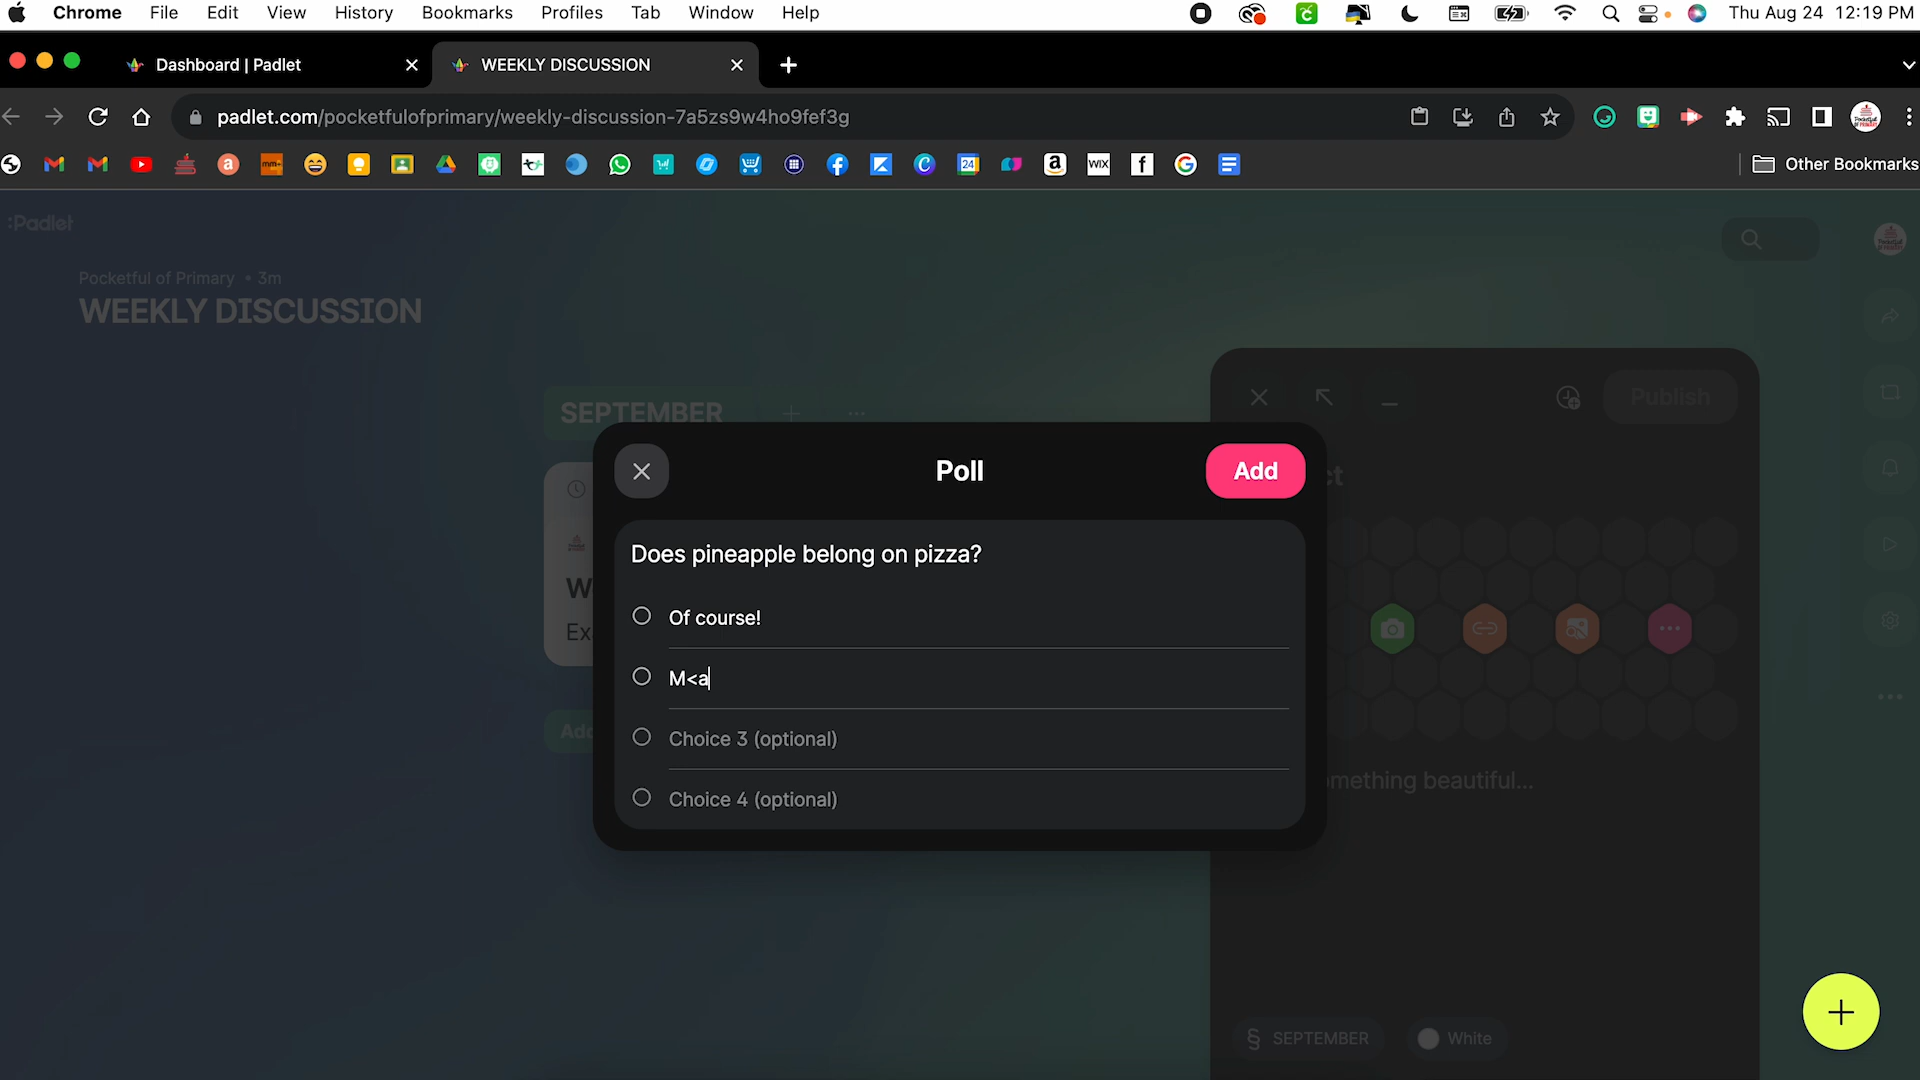 Chrome File Edit View History Bookmarks Profiles Tab Window Help Thu Aug 24 12:19 PM
Dashboard | Padlet WEEKLY DISCUSSION
padlet.com/pocketfulofprimary/weekly-discussion-7a5zs9w4ho9fef3g
Other Bookmarks
:Padlet
Pocketful of Primary • 3m
WEEKLY DISCUSSION
SEPTEMBER
Publish
Poll
Add
Does pineapple belong on pizza?
Of course!
M<a
Choice 3 (optional)
Choice 4 (optional)
mething beautiful...
SEPTEMBER White